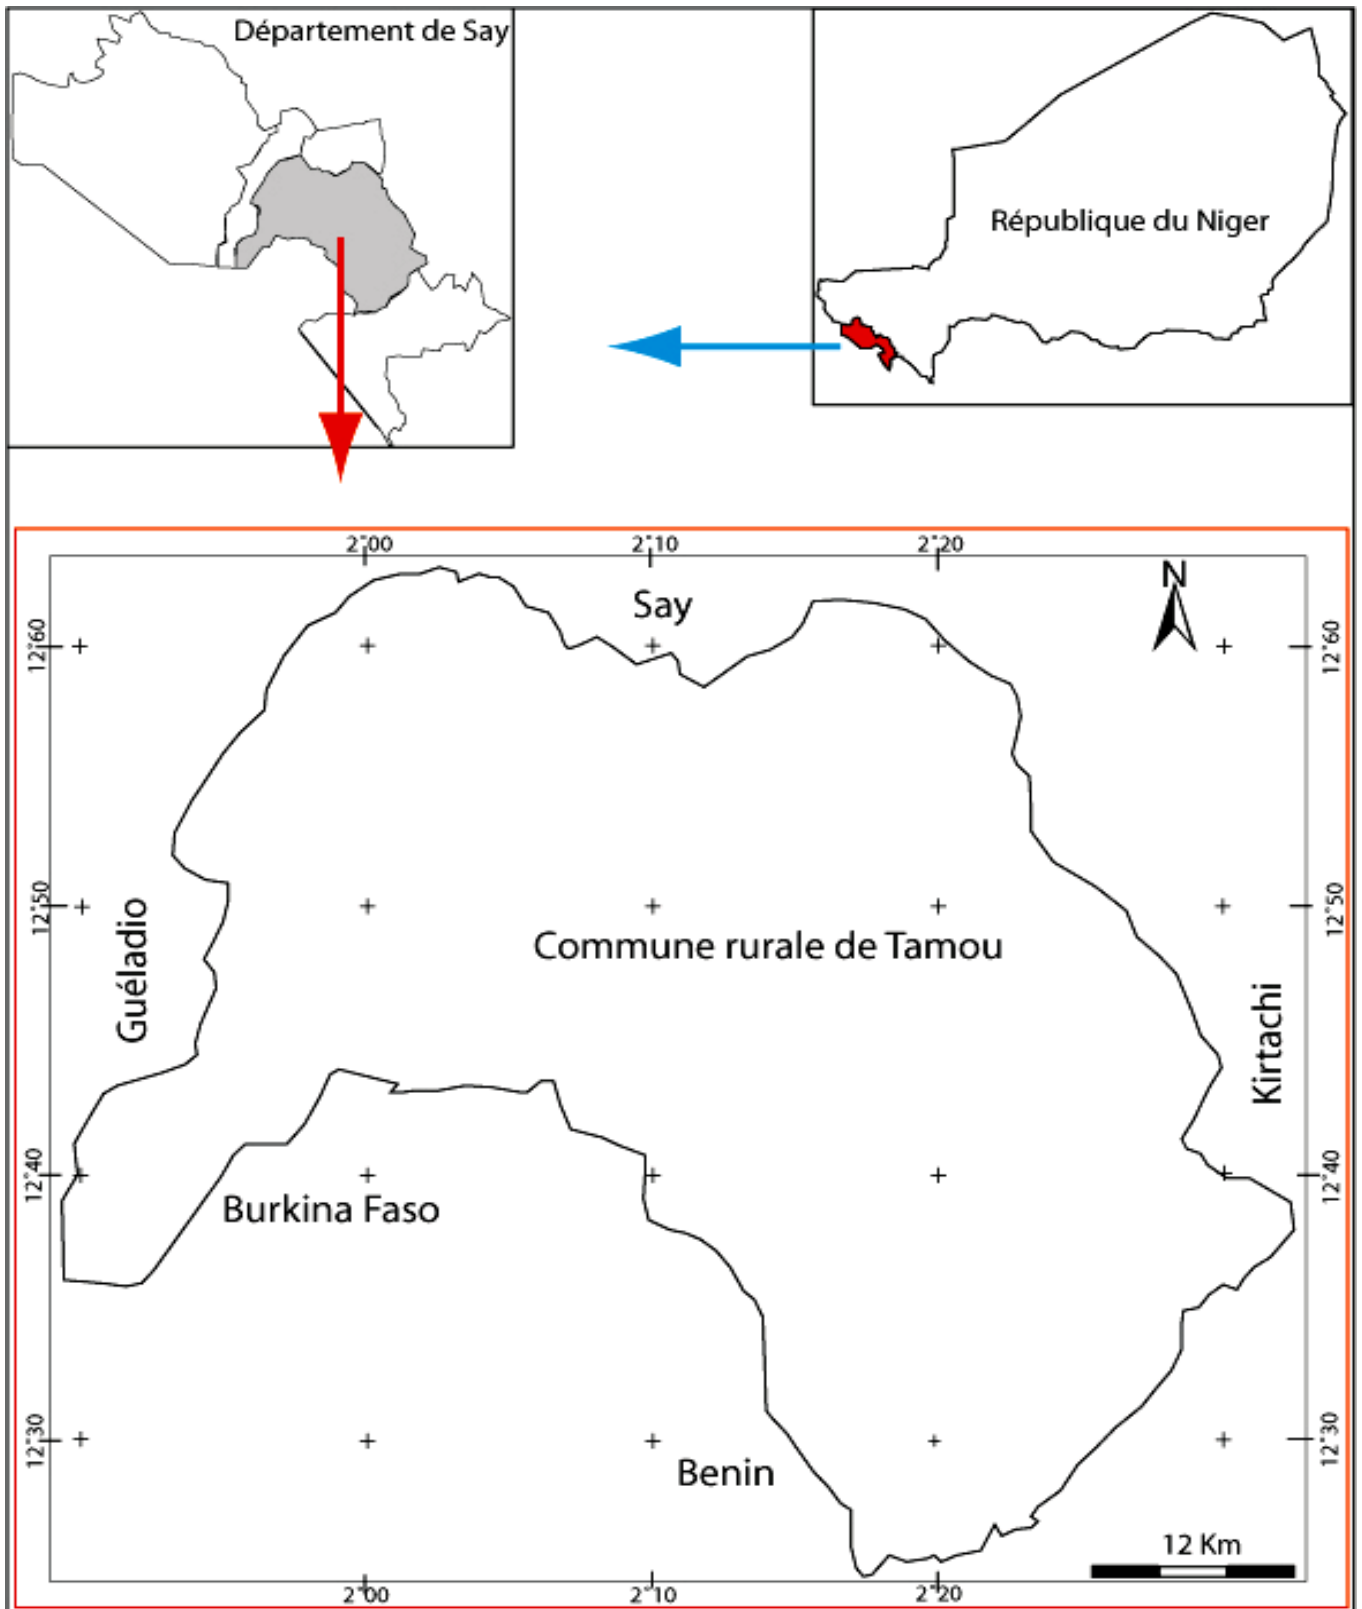 Département de Say
République du Niger
2°00
2°10
2°20
N
Say
12°60
12°60
12°50
12°50
Guéladio
Commune rurale de Tamou
Kirtachi
12°40
12°40
Burkina Faso
12°30
12°30
Benin
12 Km
2°00
2°10
2°20